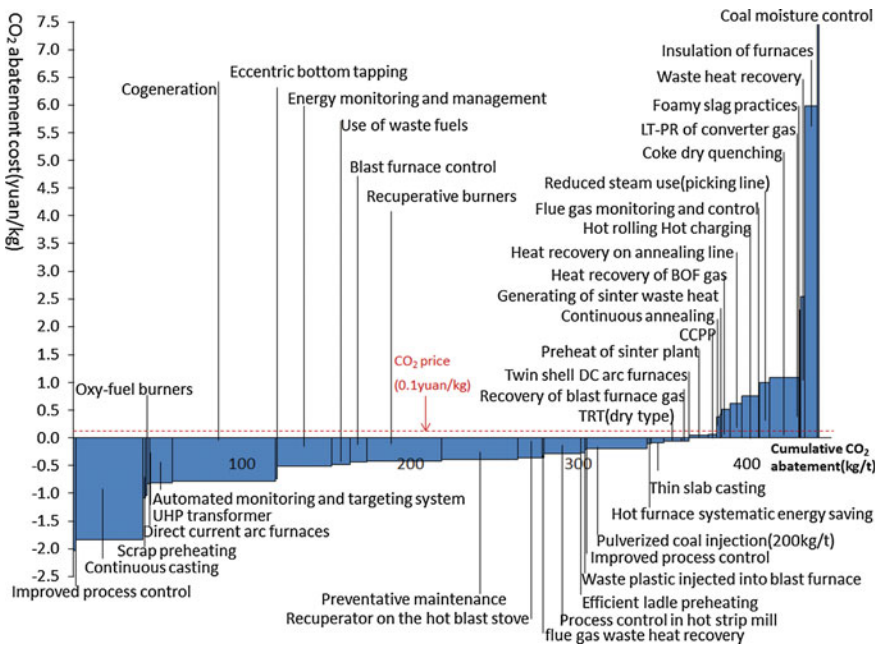 CO2 abatement cost(yuan/kg)
7.5
7.0
6.5
6.0
5.5
5.0
4.5
4.0
3.5
3.0
2.5
2.0
1.5
1.0
0.5
0.0
-0.5
-1.0
-1.5
-2.0
-2.5
Coal moisture control
Insulation of furnaces
Eccentric bottom tapping
Waste heat recovery
Cogeneration
Energy monitoring and management
Foamy slag practices
Use of waste fuels
LT-PR of converter gas
Coke dry quenching
Blast furnace control
Reduced steam use(picking line)
Recuperative burners
Flue gas monitoring and control
Hot rolling Hot charging
Heat recovery on annealing line
Heat recovery of BOF gas
Generating of sinter waste heat
Continuous annealing
CCPP
CO2 price
(0.1yuan/kg)
Preheat of sinter plant
Twin shell DC arc furnaces
Oxy-fuel burners
Recovery of blast furnace gas
TRT(dry type)
100
200
300
400
Cumulative CO2
abatement(kg/t)
Thin slab casting
Automated monitoring and targeting system
UHP transformer
Hot furnace systematic energy saving
Direct current arc furnaces
Pulverized coal injection(200kg/t)
Scrap preheating
Improved process control
Continuous casting
Waste plastic injected into blast furnace
Improved process control
Preventative maintenance
Efficient ladle preheating
Recuperator on the hot blast stove
Process control in hot strip mill
flue gas waste heat recovery